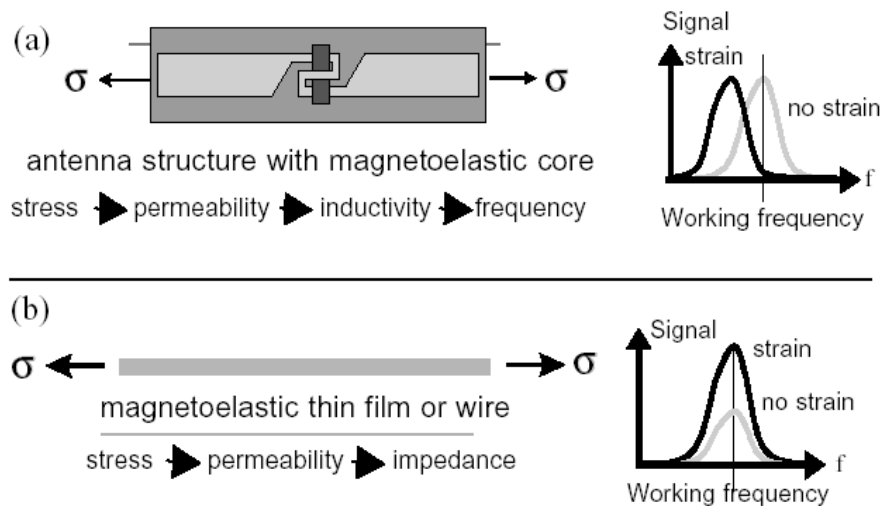 (a)
σ
σ
antenna structure with magnetoelastic core
stress permeability inductivity frequency
Signal
strain
no strain
f
Working frequency
(b)
σ
σ
magnetoelastic thin film or wire
stress permeability impedance
Signal
strain
no strain
f
Working frequency